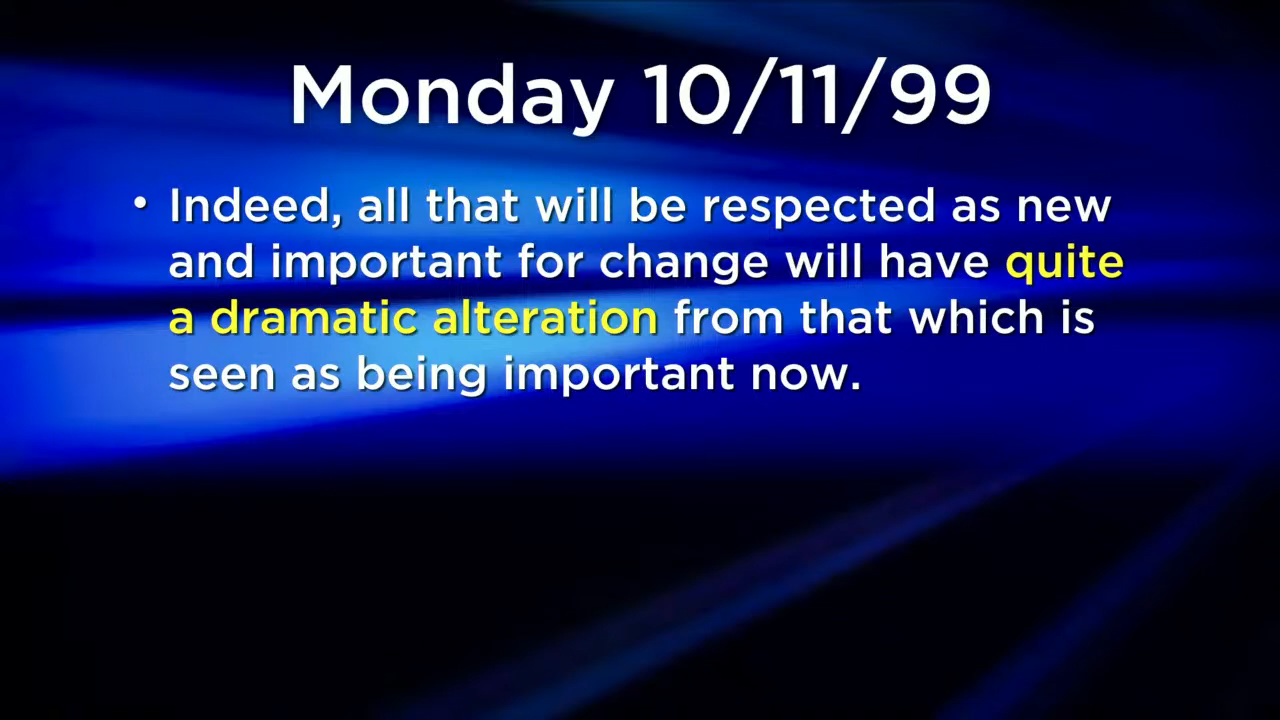 Monday 10/11/99
• Indeed, all that will be respected as new
and important for change will have quite
a dramatic alteration from that which is
seen as being important now.